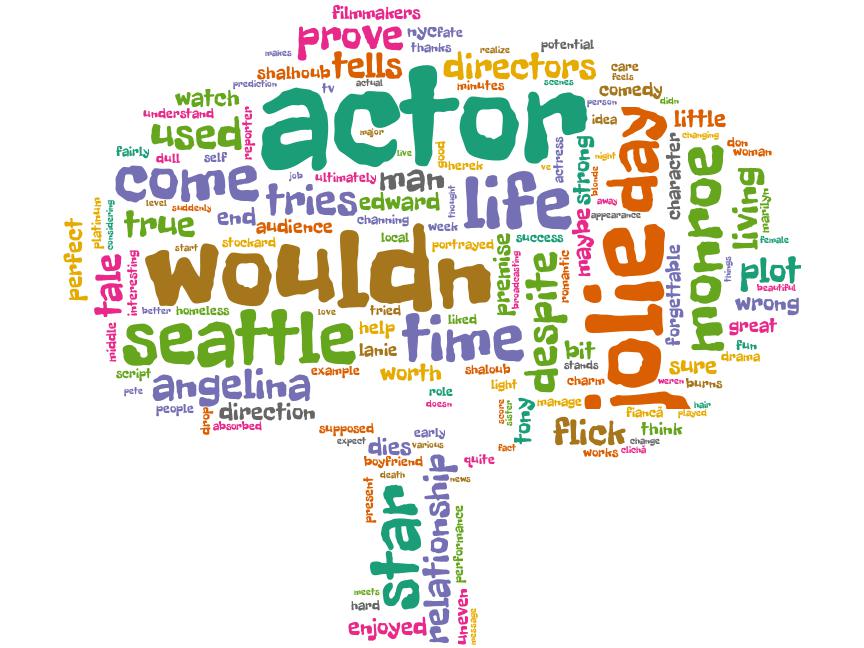 filmmakers
prove
nycfate
makes
thanks
realize
potential
shalhoub
tells
directors
care
feels
prediction
tv
actual
minutes
scenes
comedy
watch
actor
person
didn
understand
reporter
idea
little
used
major
live
good
herek
ve
actress
strong
night
blonde
day
character
changing
don
woman
fairly
dull
self
come
job
ultimately
man
life
away
appearance
monroe
living
marilyn
level
suddenly
tries
edward
thought
platinum
considering
true
end
audience
channing
week
maybe
female
perfect
start
stockard
local
portrayed
success
premise
broadcasting
romantic
jolie
forgettable
things
plot
beautiful
tale
interesting
wouldn
despite
wrong
better
homeless
love
tried
liked
great
middle
seattle
help
time
bit
fun
drama
lanie
stands
sure
script
example
worth
shaloub
light
charm
weren
burns
pete
angelina
role
doesn
manage
hair
people
drop
direction
score
sister
tony
fiancã
played
absorbed
supposed
early
flick
think
expect
dies
various
fact
works
change
clichã
boyfriend
quite
death
news
present
star
relationship
performance
meets
hard
enjoyed
uneven
message